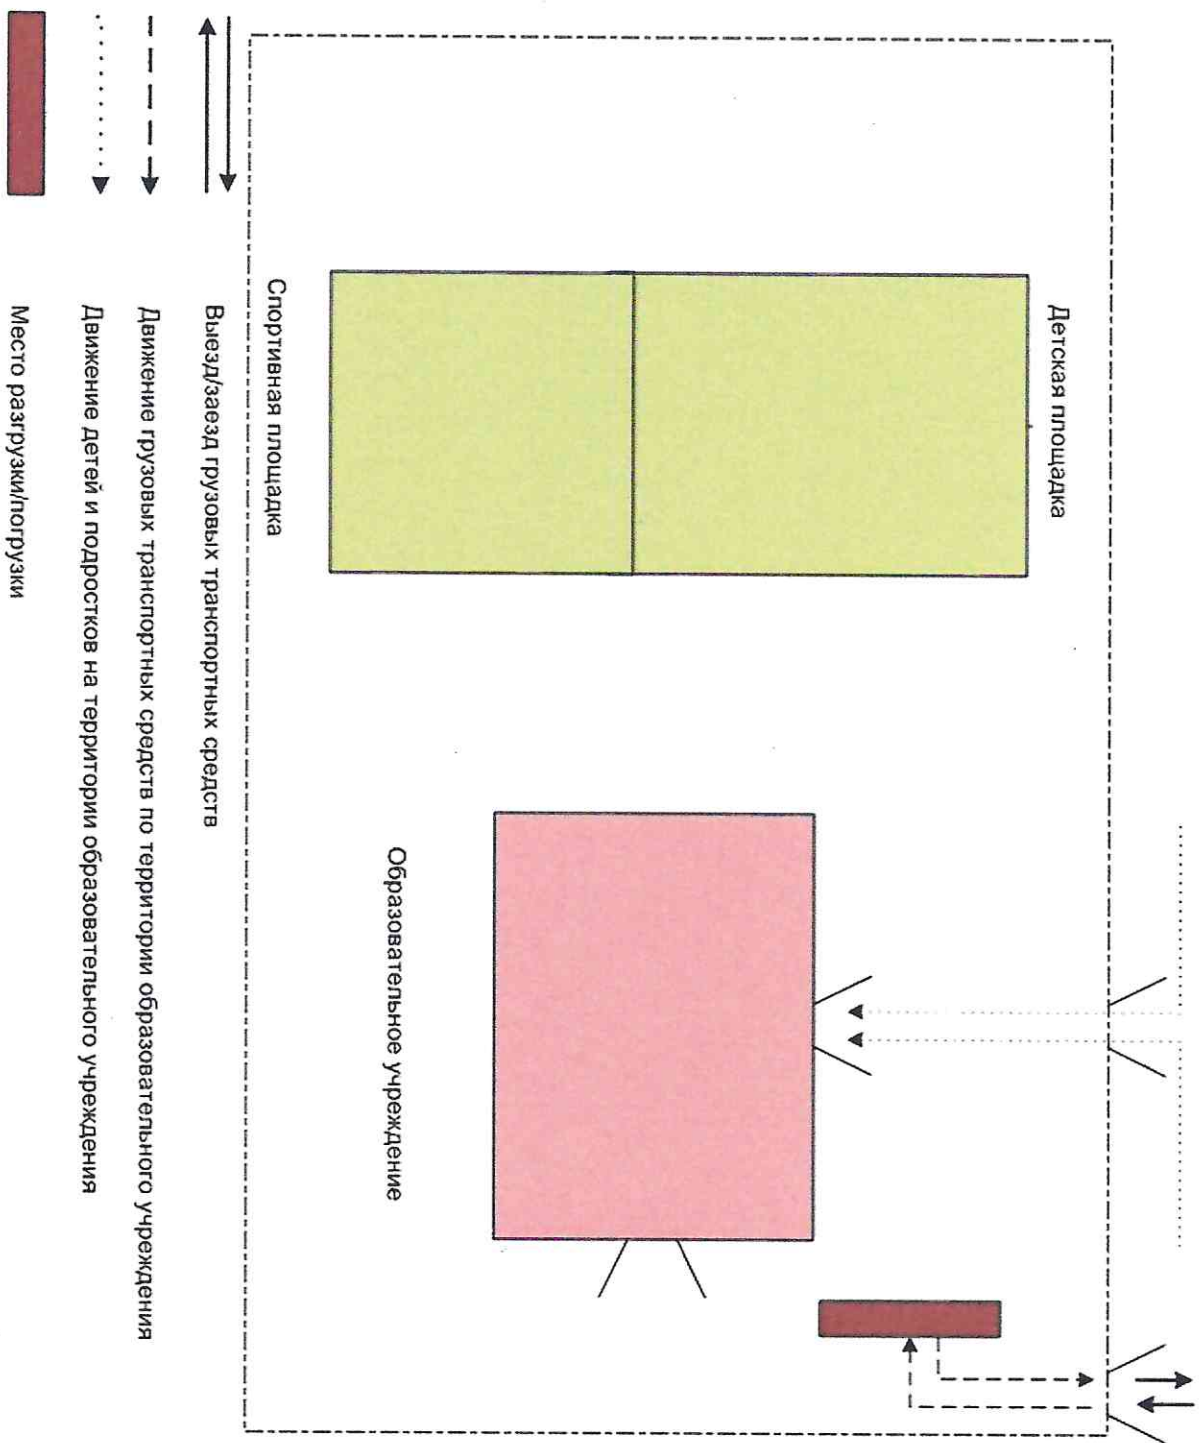 Детская площадка
Образовательное учреждение
Спортивная площадка
Выезд/заезд грузовых транспортных средств
Движение грузовых транспортных средств по территории образовательного учреждения
Движение детей и подростков на территории образовательного учреждения
Место разгрузки/погрузки